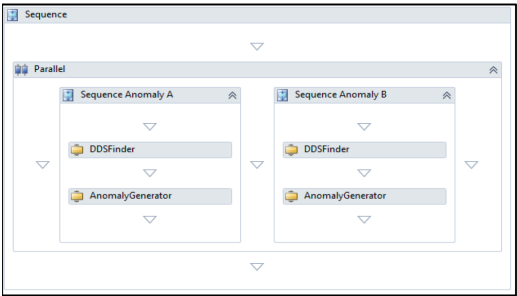 Sequence
Parallel
Sequence Anomaly A
Sequence Anomaly B
DDSFinder
DDSFinder
AnomalyGenerator
AnomalyGenerator